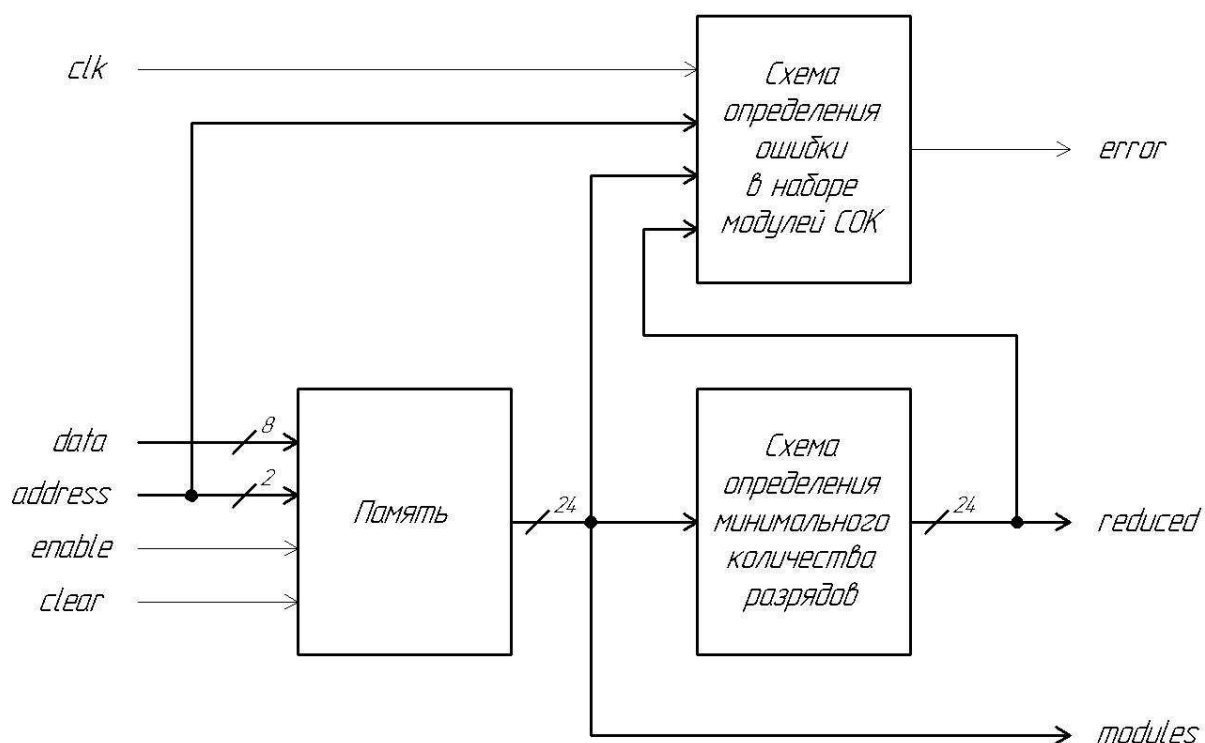 clk
Схема
определения
ошибки
в наборе
модулей СОК
error
data
8
address
2
enable
clear
Память
24
Схема
определения
минимального
количества
разрядов
24
reduced
modules